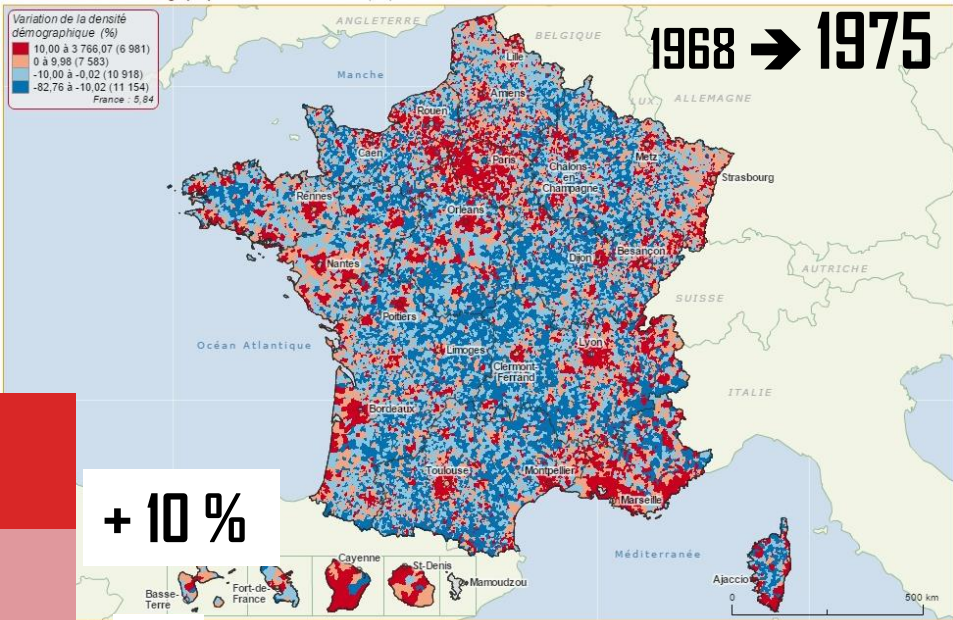 Variation de la densité
démographique (%)
10,00 à 3 766,07 (6 981)
0 à 9,98 (7 583)
-10,00 à -0,02 (10 918)
-82,76 à -10,02 (11 154)
France : 5,84
1968 → 1975
ANGLETERRE
BELGIQUE
Lille
Manche
Amiens
LUX
ALLEMAGNE
Rouen
Caen
Paris
Metz
Châlons-
en-
Champagne
Strasbourg
Rennes
Orléans
Dijon
Besançon
Nantes
AUTRICHE
SUISSE
Poitiers
Océan Atlantique
Limoges
Lyon
Clermont-
Ferrand
ITALIE
Bordeaux
Toulouse
Montpellier
Marseille
+ 10 %
Méditerranée
Cayenne
St-Denis
Mamoudzou
Basse-
Terre
Fort-de-
France
Ajaccio
0
500 km